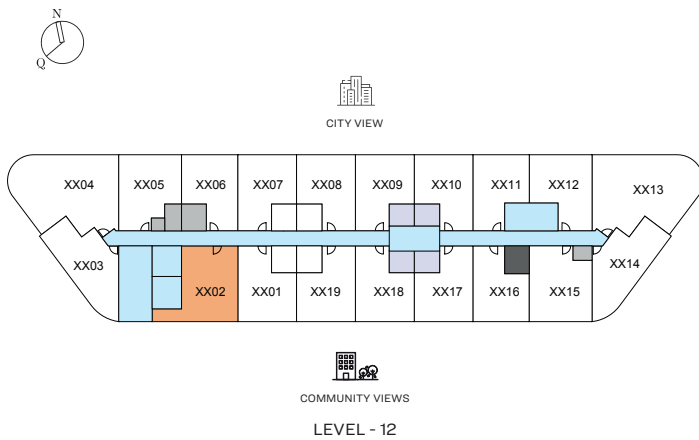 N
Q
CITY VIEW
XX04 XX05 XX06 XX07 XX08 XX09 XX10 XX11 XX12 XX13
XX03 XX14
XX02 XX01 XX19 XX18 XX17 XX16 XX15
COMMUNITY VIEWS
LEVEL - 12